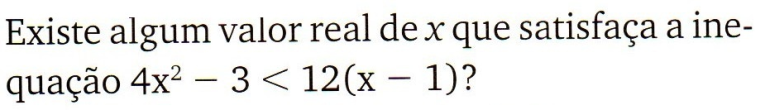 Existe algum valor real de x que satisfaça a ine-
quação 4x² − 3 < 12(x − 1)?